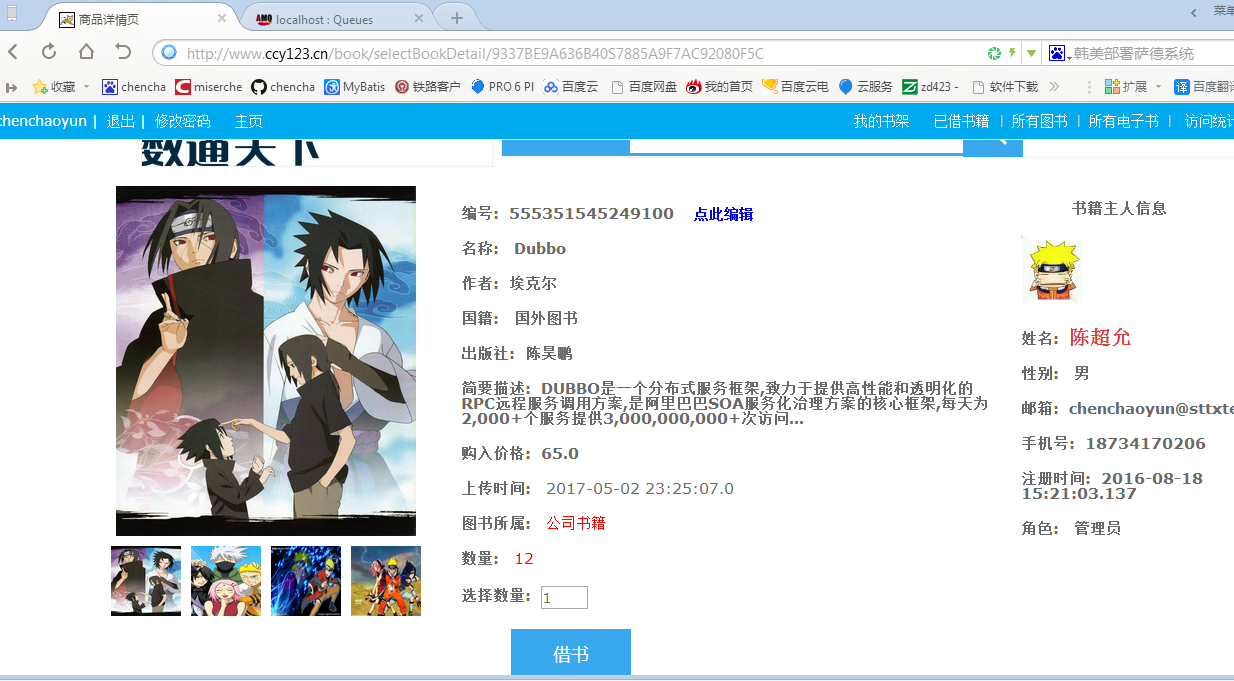 商品详情页
localhost : Queues
菜单
http://www.ccy123.cn/book/selectBookDetail/9337BE9A636B40S7885A9F7AC92080F5C
韩美部署萨德系统
收藏 chencha miserche chencha MyBatis 铁路客户 PRO 6 Pl 百度云 百度网盘 我的首页 百度云电 云服务 zd423 - 软件下载 扩展 百度翻译
chenchaoyun | 退出 | 修改密码 主页 我的书架 已借书籍 | 所有图书 | 所有电子书 | 访问统计
数通天下
编号: 555351545249100 点此编辑
名称: Dubbo
作者: 埃克尔
国籍: 国外图书
出版社: 陈昊鹏
简要描述: DUBBO是一个分布式服务框架,致力于提供高性能和透明化的
RPC远程服务调用方案,是阿里巴巴SOA服务化治理方案的核心框架,每天为
2,000+个服务提供3,000,000,000+次访问...
购入价格: 65.0
上传时间: 2017-05-02 23:25:07.0
图书所属: 公司书籍
数量: 12
选择数量: 1
借书
书籍主人信息
姓名: 陈超允
性别: 男
邮箱: chenchaoyun@sttxte
手机号: 18734170206
注册时间: 2016-08-18
15:21:03.137
角色: 管理员